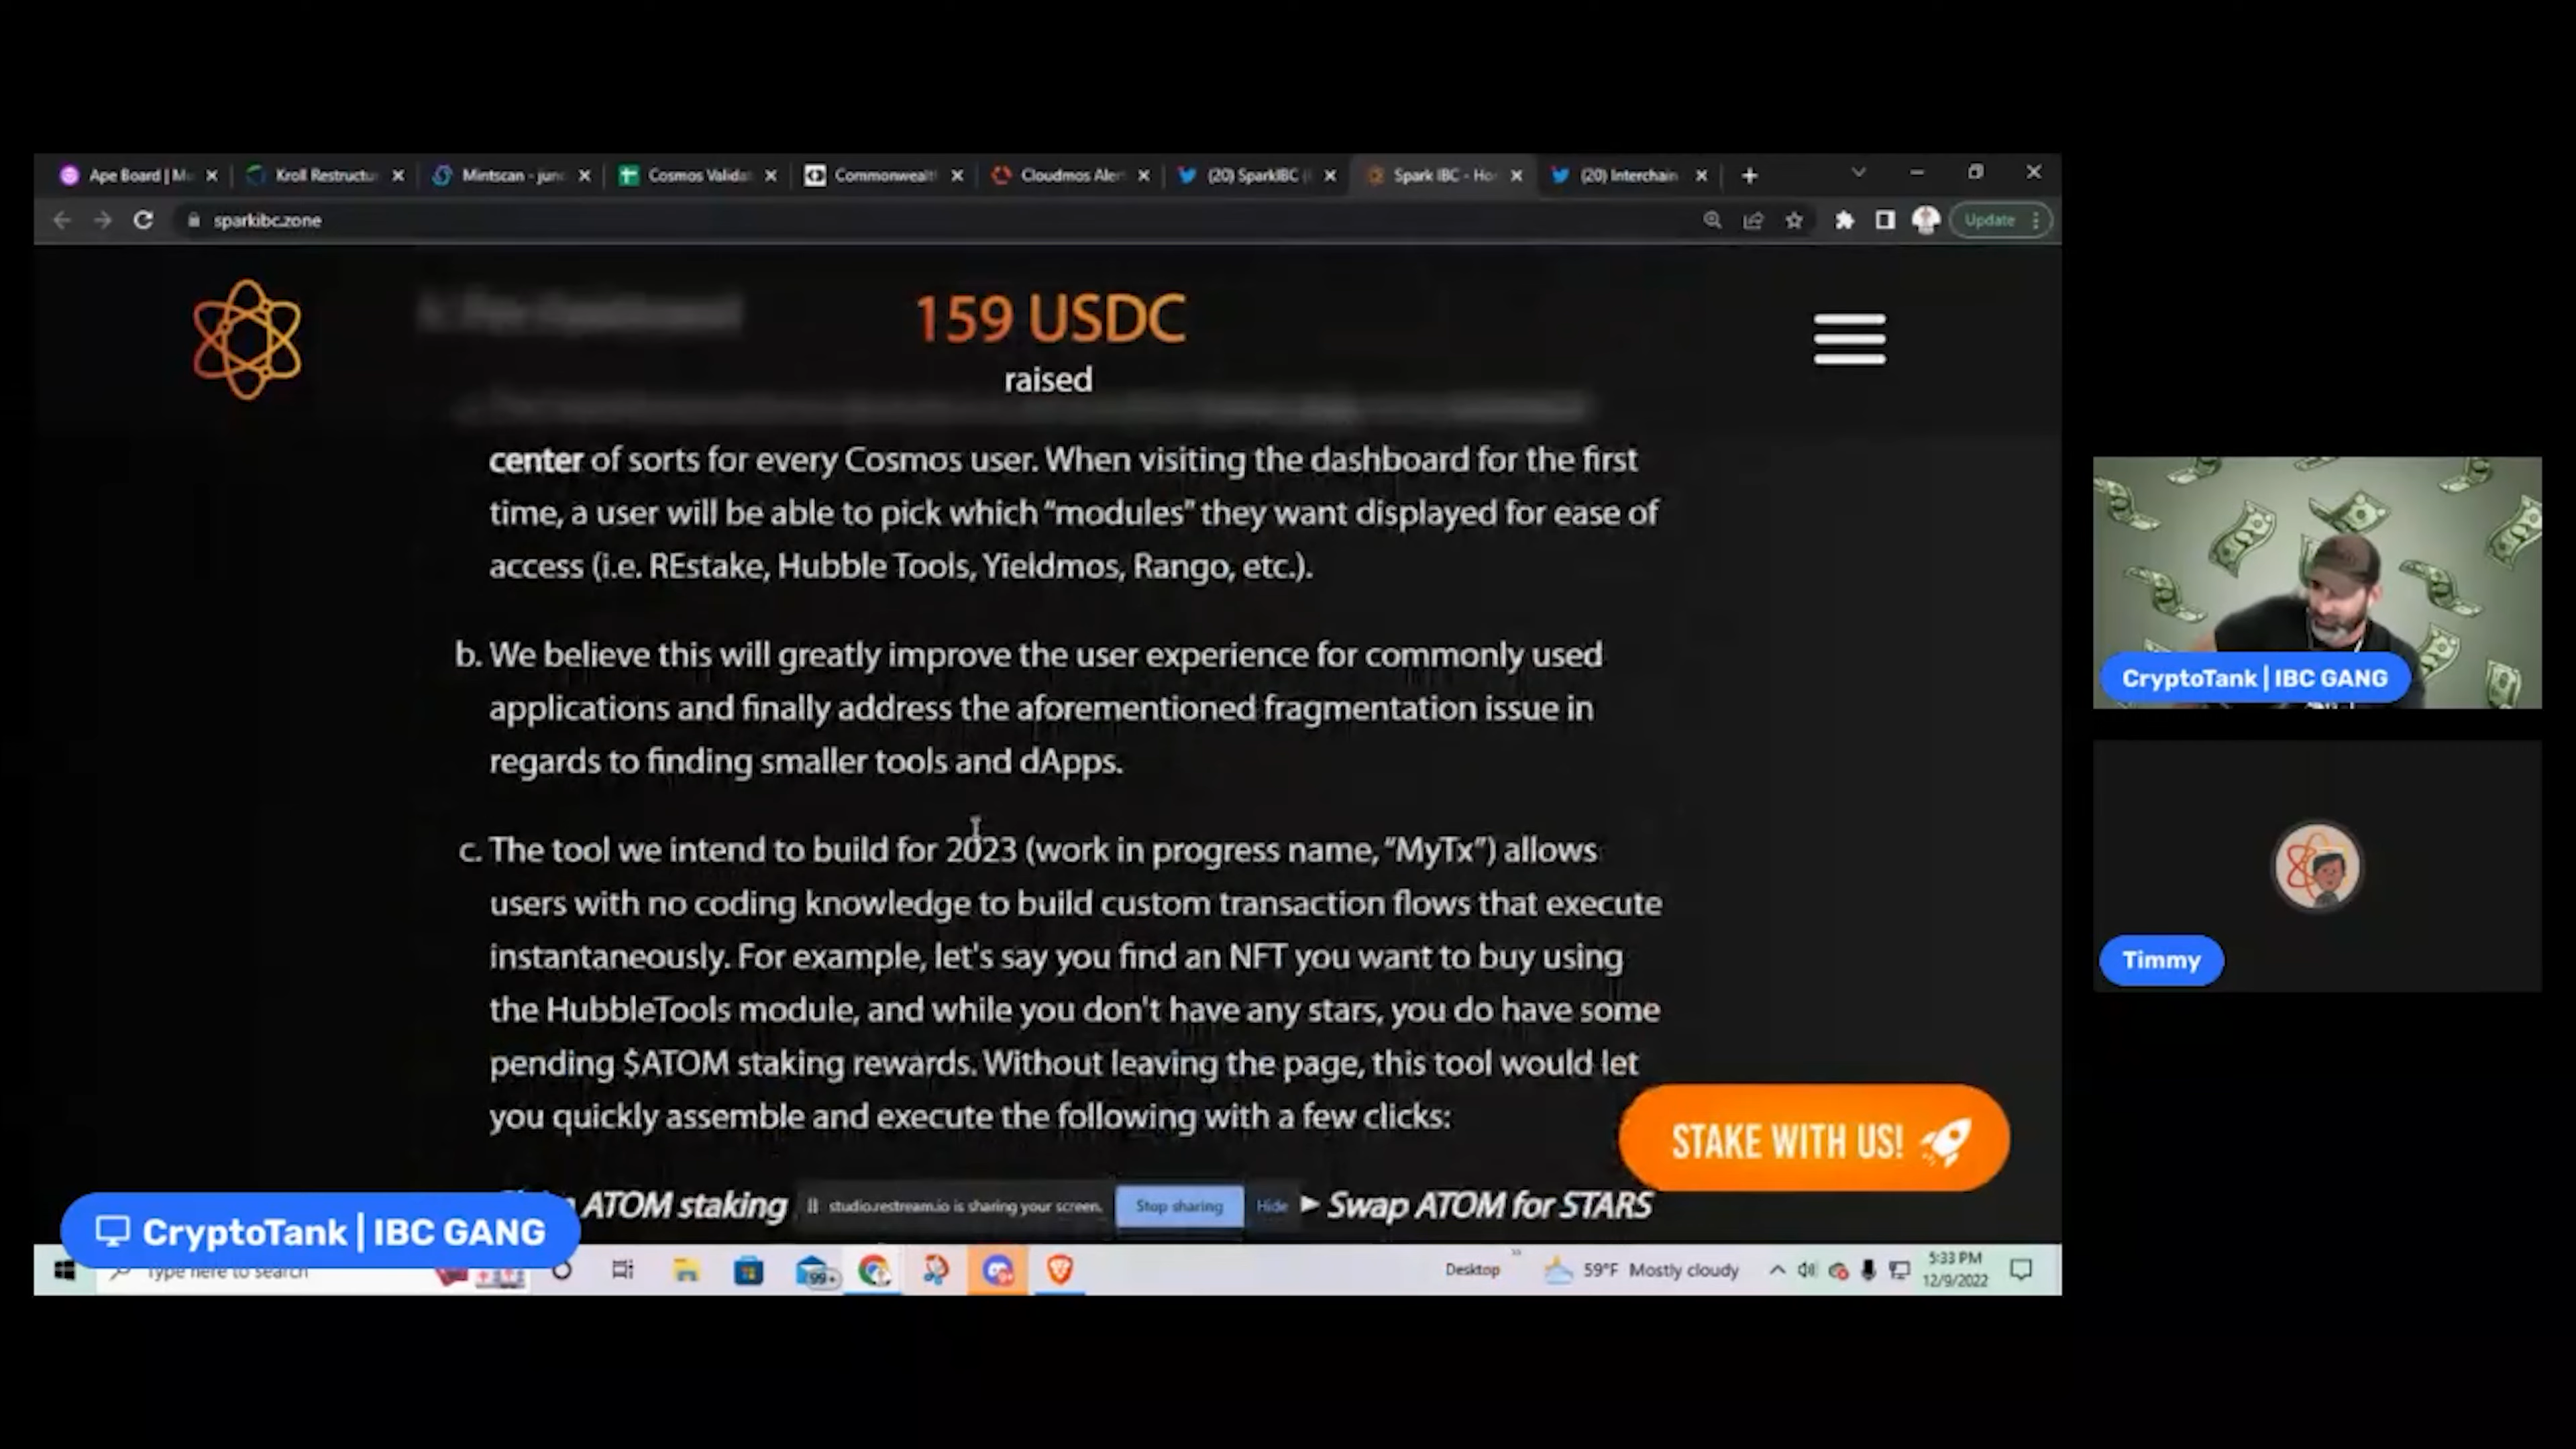 Ape Board | M
Kroll Restructu
Mintscan - juno
Cosmos Valida
Commonwealt
Cloudmos Aler
(20) SparkIBC
Spark IBC - Ho
(20) Interchain
sparkibc.zone
Update
159 USDC
raised
center of sorts for every Cosmos user. When visiting the dashboard for the first
time, a user will be able to pick which “modules” they want displayed for ease of
access (i.e. REstake, Hubble Tools, Yieldmos, Rango, etc.).
b. We believe this will greatly improve the user experience for commonly used
applications and finally address the aforementioned fragmentation issue in
regards to finding smaller tools and dApps.
c. The tool we intend to build for 2023 (work in progress name, “MyTx”) allows
users with no coding knowledge to build custom transaction flows that execute
instantaneously. For example, let's say you find an NFT you want to buy using
the HubbleTools module, and while you don't have any stars, you do have some
pending $ATOM staking rewards. Without leaving the page, this tool would let
you quickly assemble and execute the following with a few clicks:
STAKE WITH US!
ATOM staking
studio.restream.io is sharing your screen.
Stop sharing
Hide
Swap ATOM for STARS
CryptoTank | IBC GANG
Type here to search
99+
Desktop
59°F Mostly cloudy
5:33 PM
12/9/2022
CryptoTank | IBC GANG
Timmy